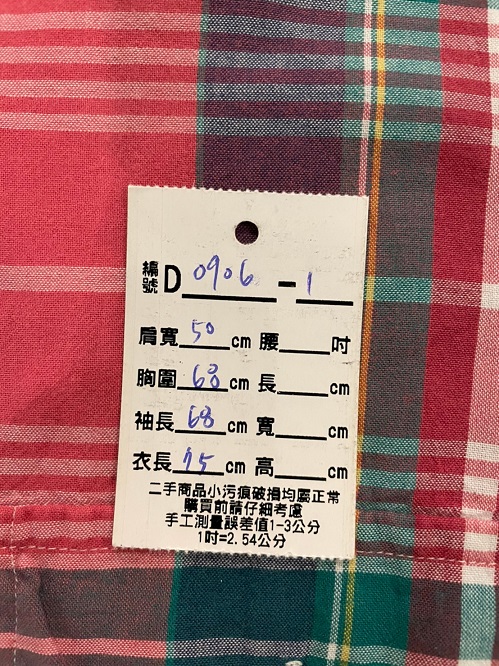 編號D 0906 - 1
肩寬 50 cm 腰 吋
胸圍 68 cm 長 cm
袖長 68 cm 寬 cm
衣長 75 cm 高 cm
二手商品小污痕破損均屬正常
購買前請仔細考慮
手工測量誤差值1-3公分
1吋=2.54公分